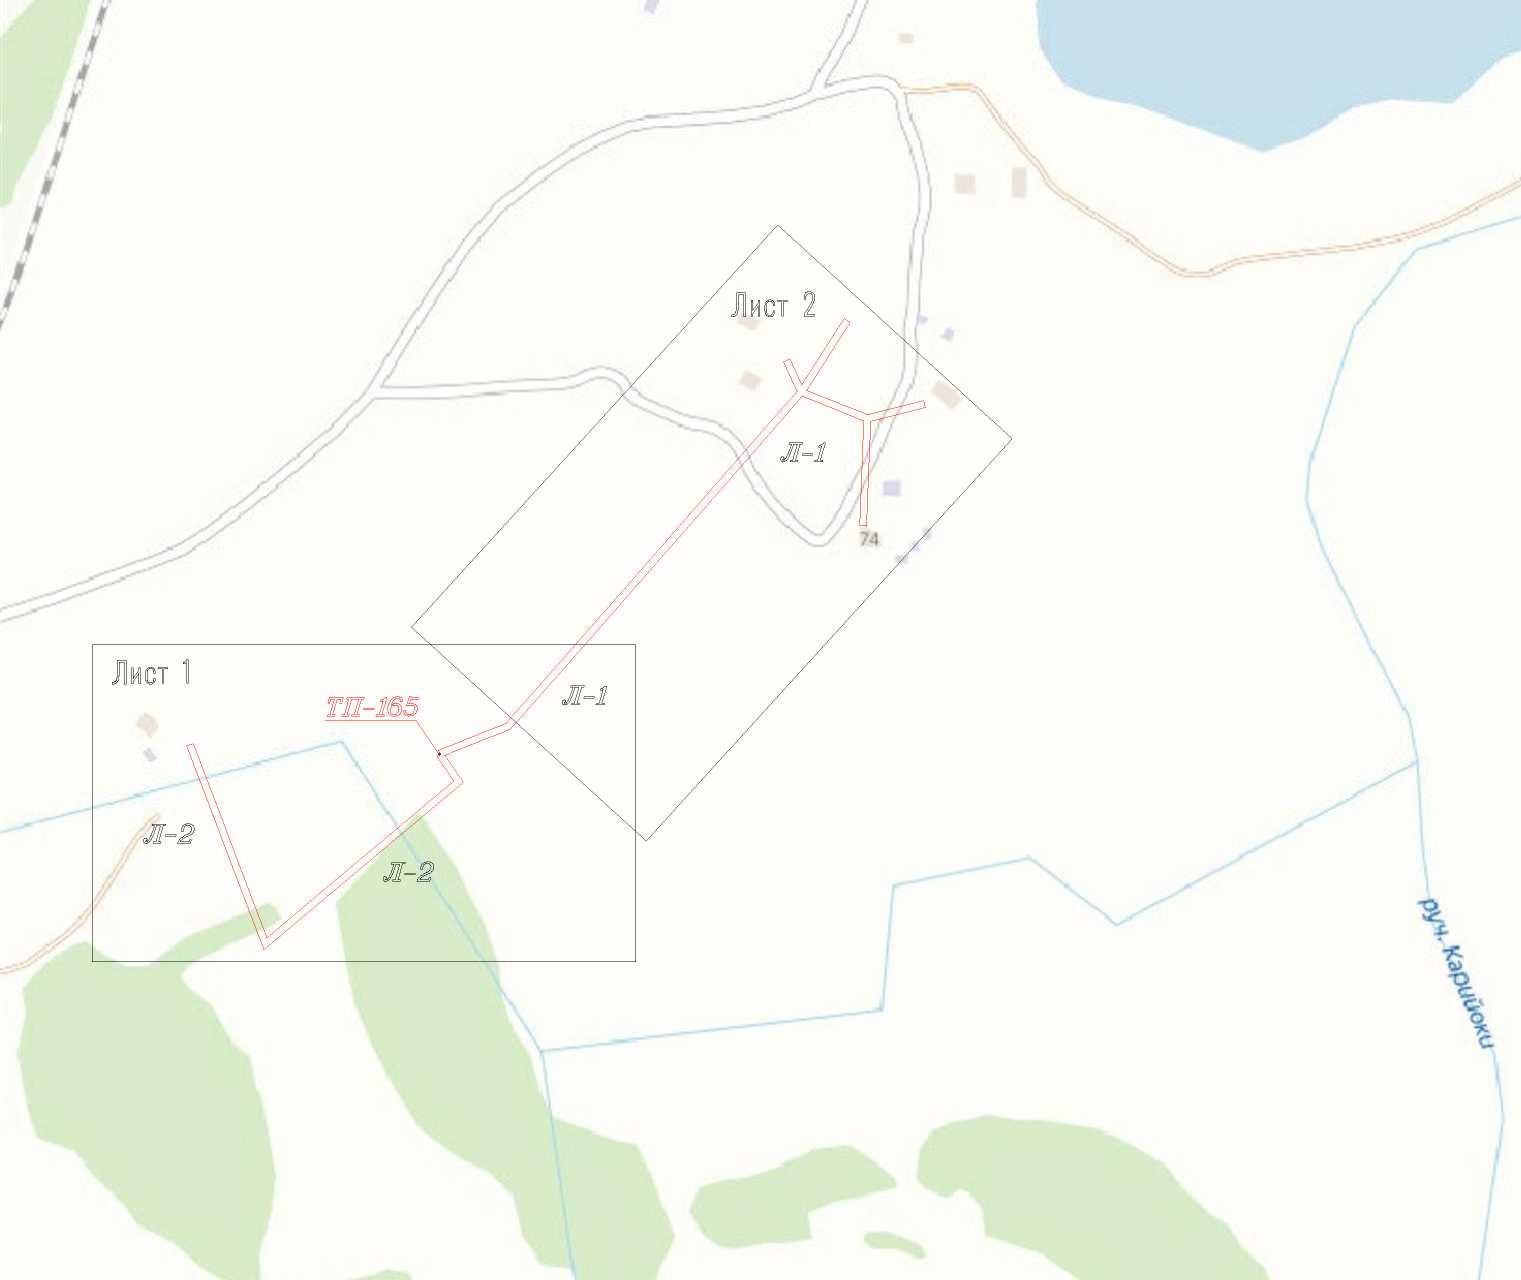 Лист 2
Л-1
74
Лист 1
ТП-165
Л-1
Л-2
Л-2
руч. Карийоки